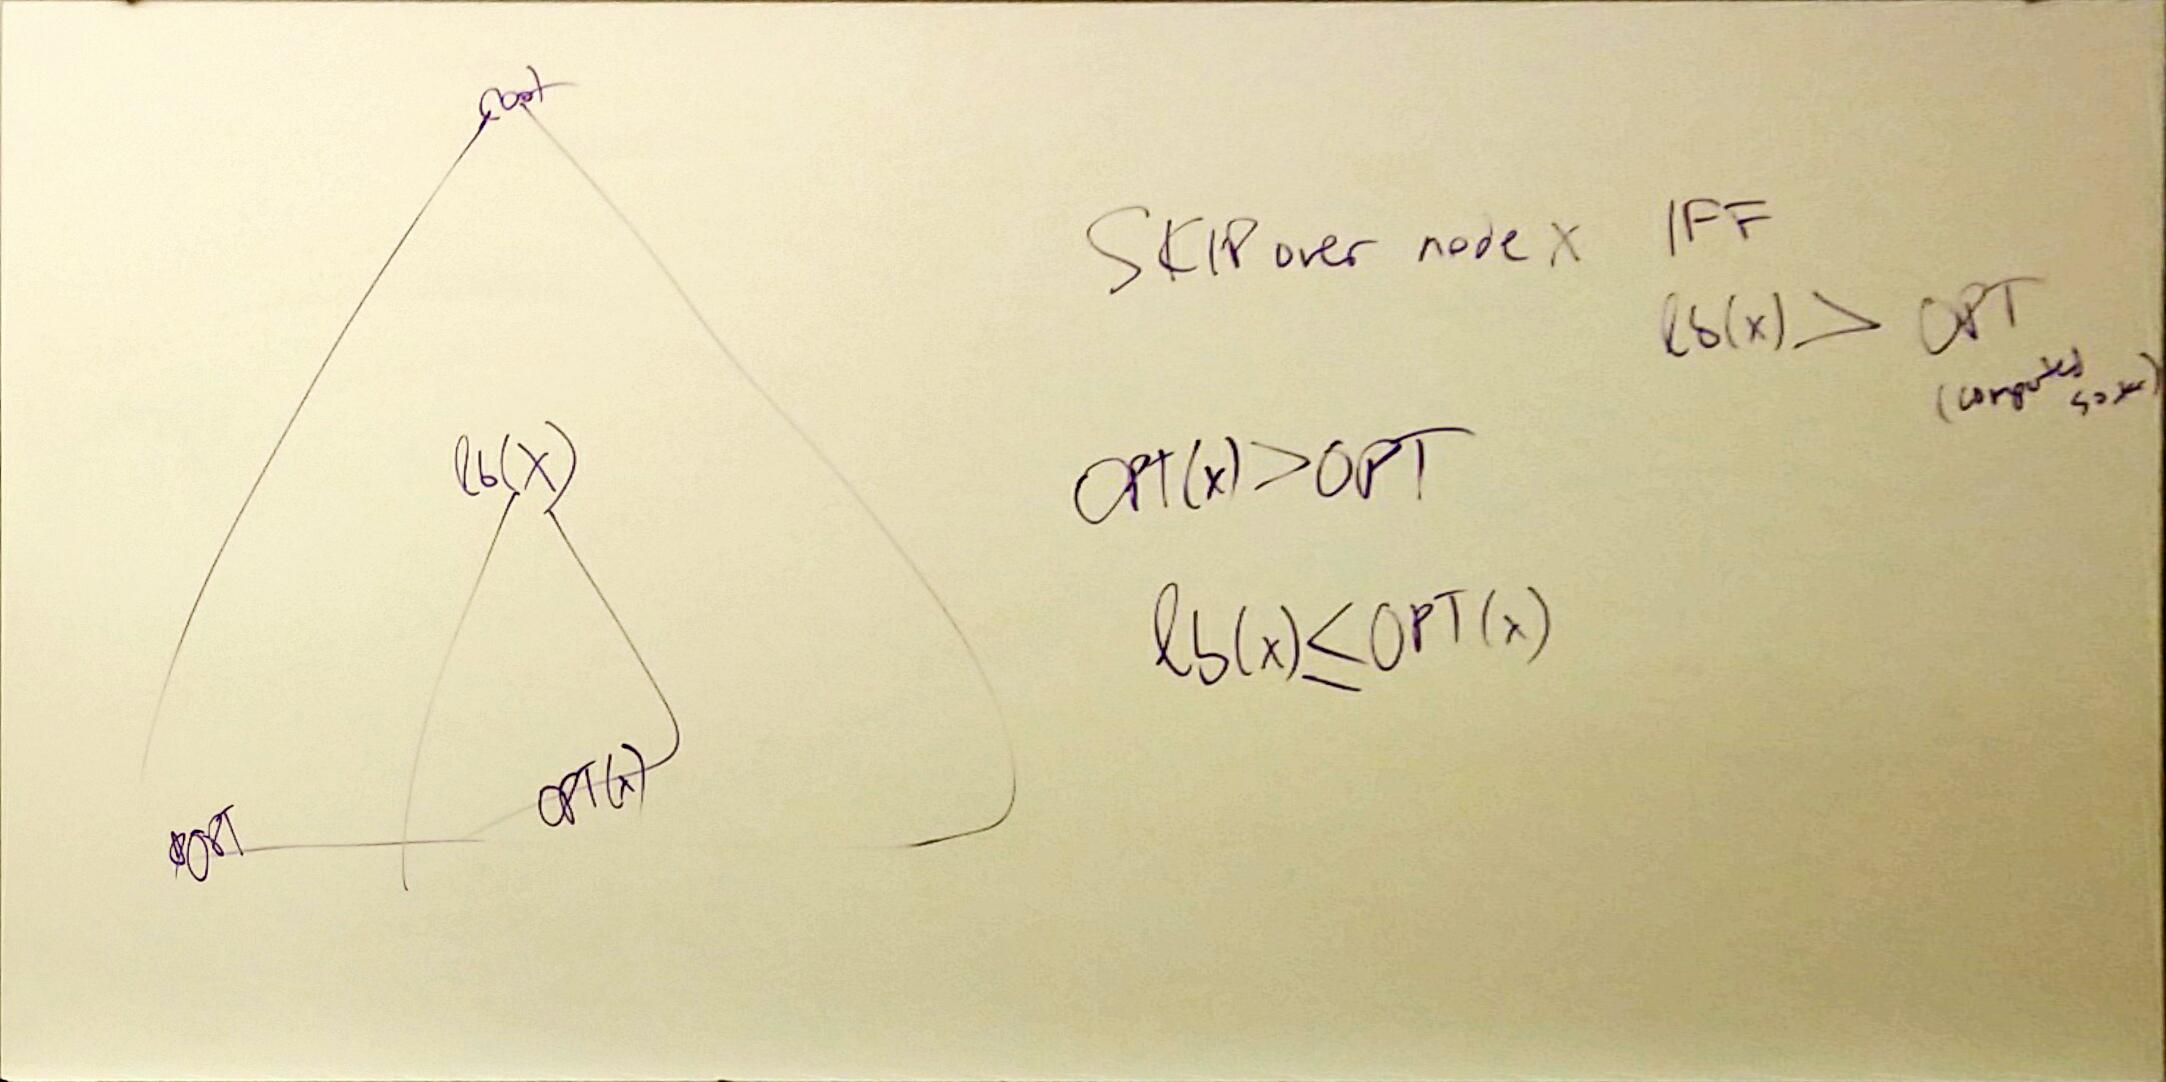 root
SKIP over node x IFF
lb(x) > OPT
(computed so far)
lb(x)
OPT(x) > OPT
lb(x) ≤ OPT(x)
OPT(x)
OPT